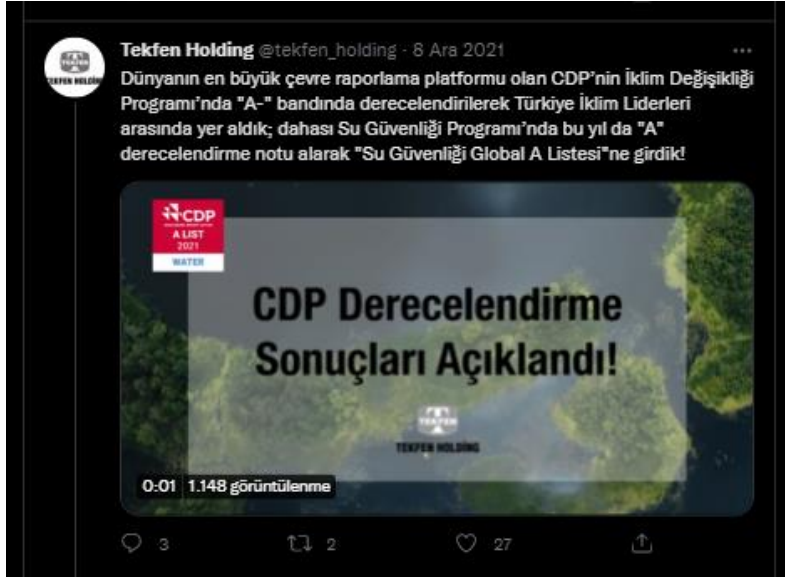 Tekfen Holding @tekfen_holding · 8 Ara 2021
Dünyanın en büyük çevre raporlama platformu olan CDP'nin İklim Değişikliği
Programı'nda "A-" bandında derecelendirilerek Türkiye İklim Liderleri
arasında yer aldık; dahası Su Güvenliği Programı'nda bu yıl da "A"
derecelendirme notu alarak "Su Güvenliği Global A Listesi"ne girdik!
CDP
A LIST
2021
WATER
CDP Derecelendirme
Sonuçları Açıklandı!
TEKFEN
TEKFEN HOLDİNG
0:01 1.148 görüntülenme
3 2 27